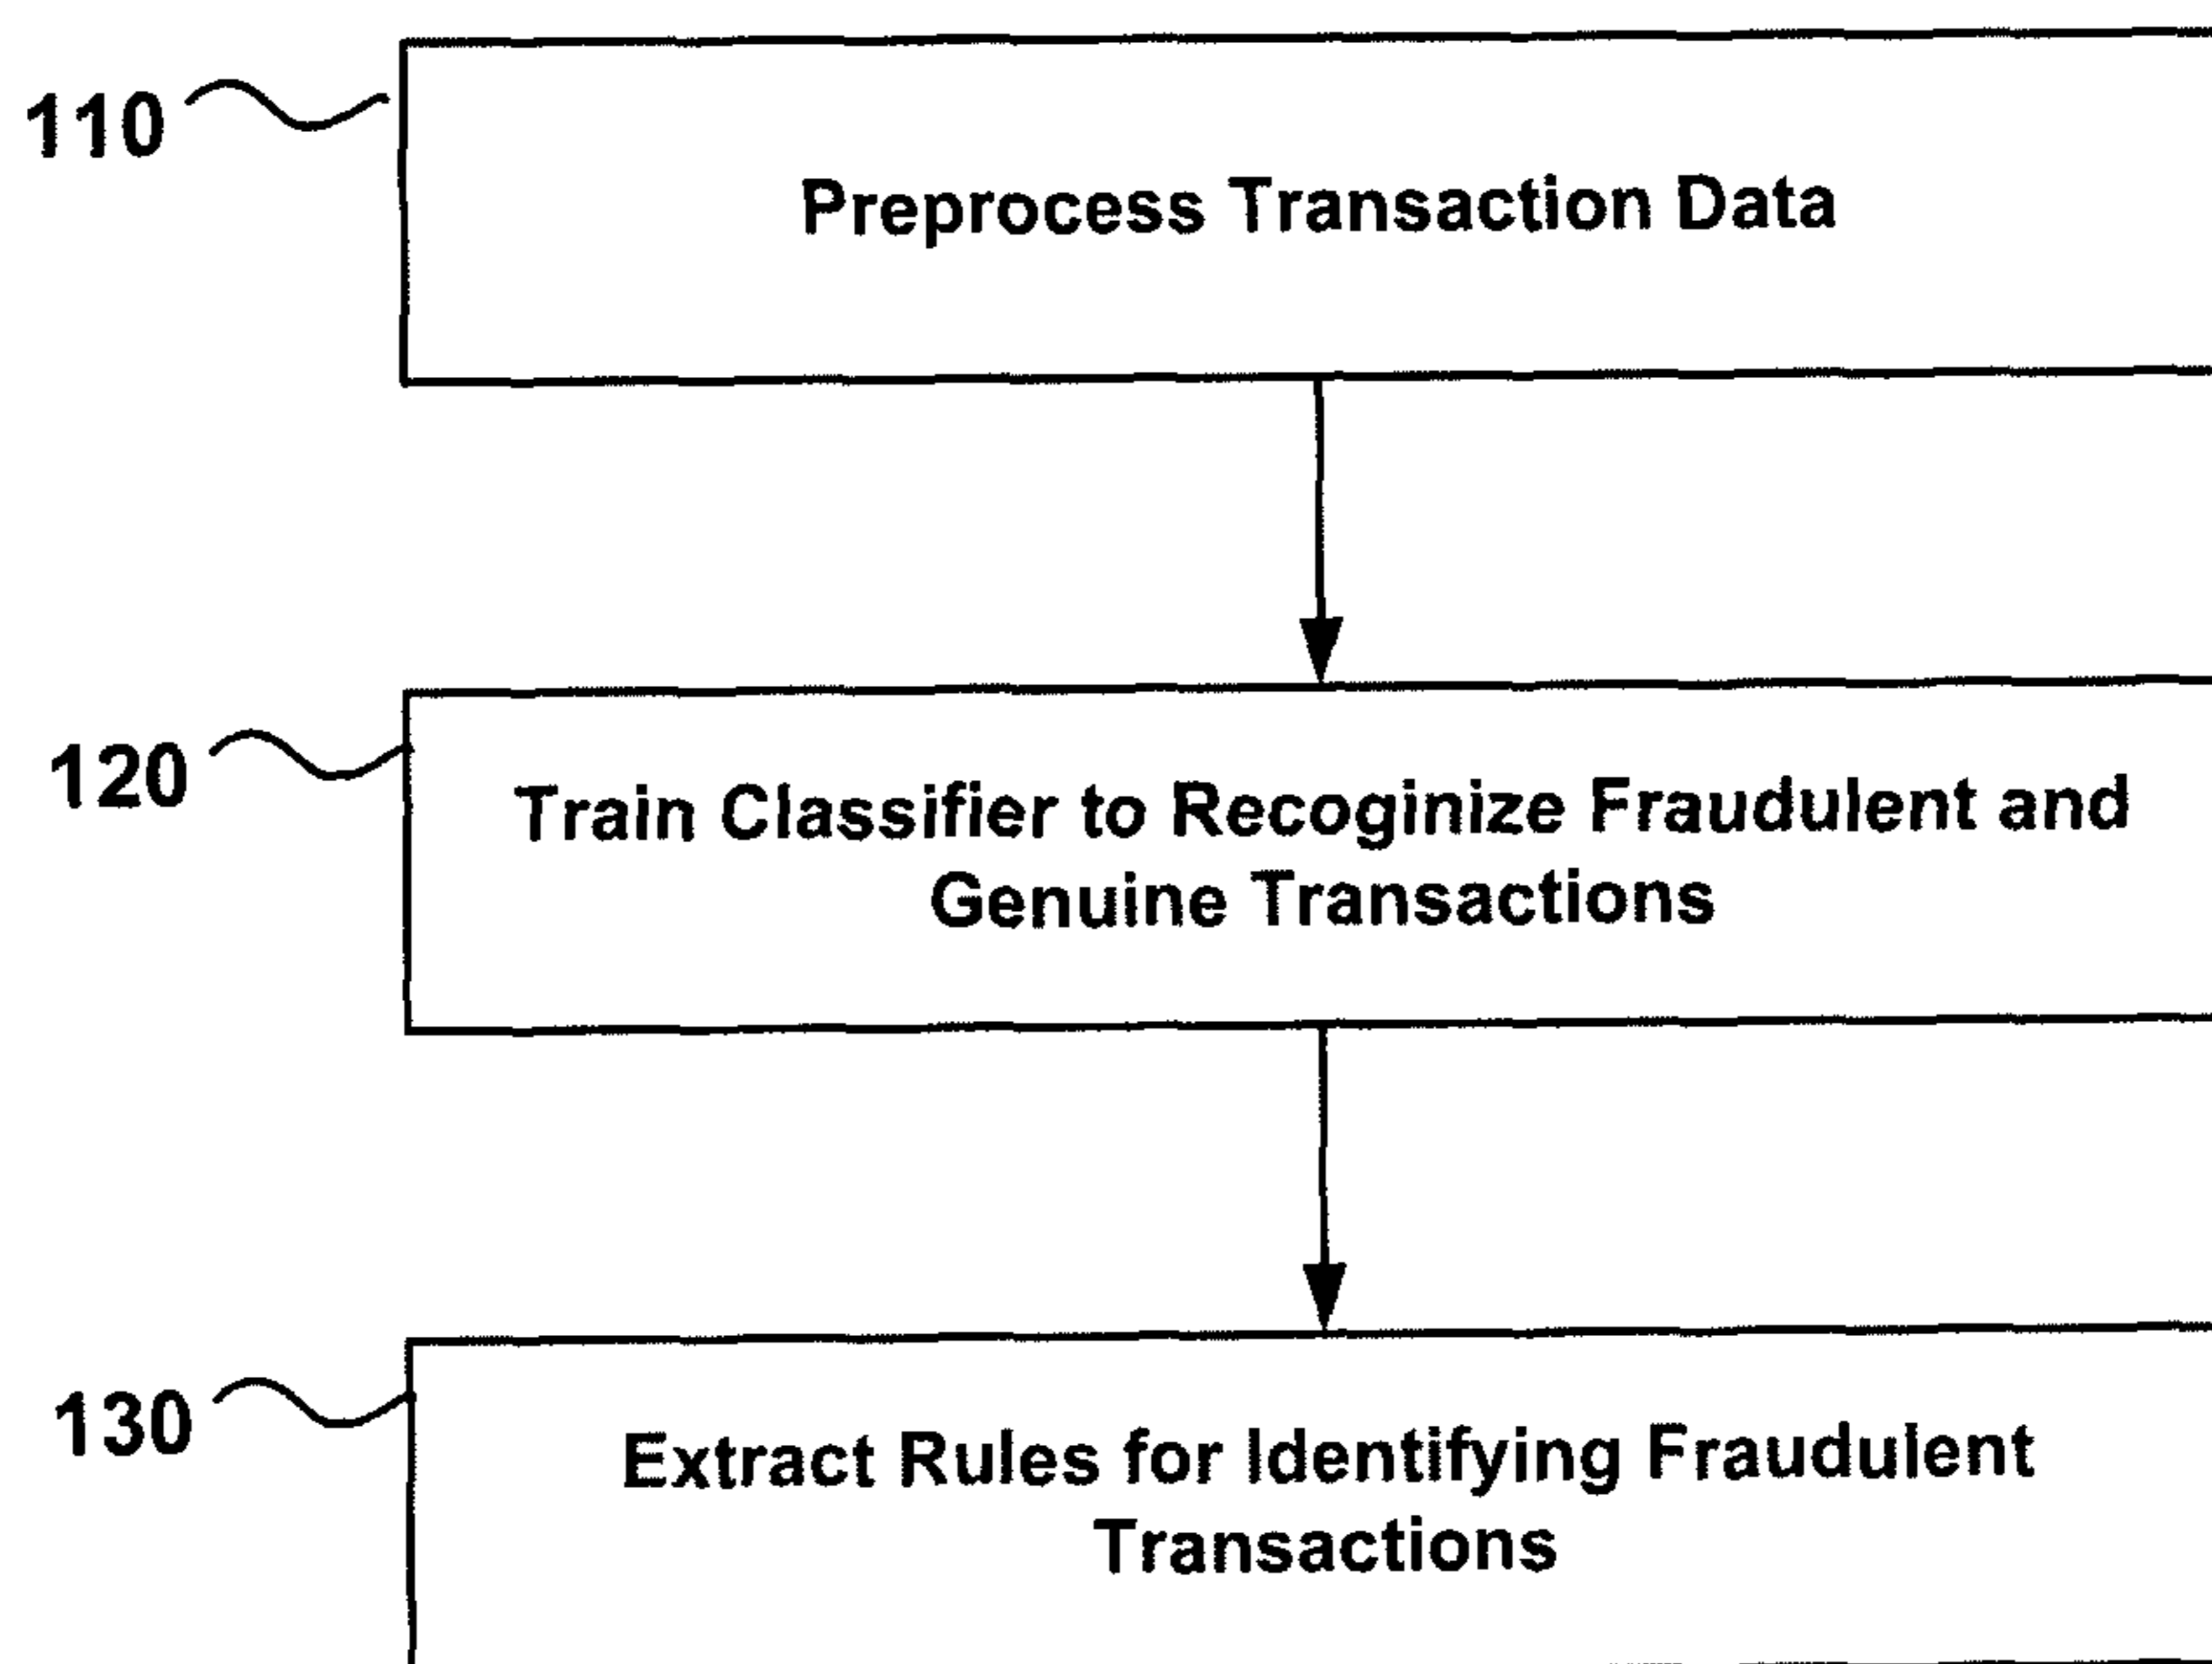 110
Preprocess Transaction Data
120
Train Classifier to Recoginize Fraudulent and
Genuine Transactions
130
Extract Rules for Identifying Fraudulent
Transactions